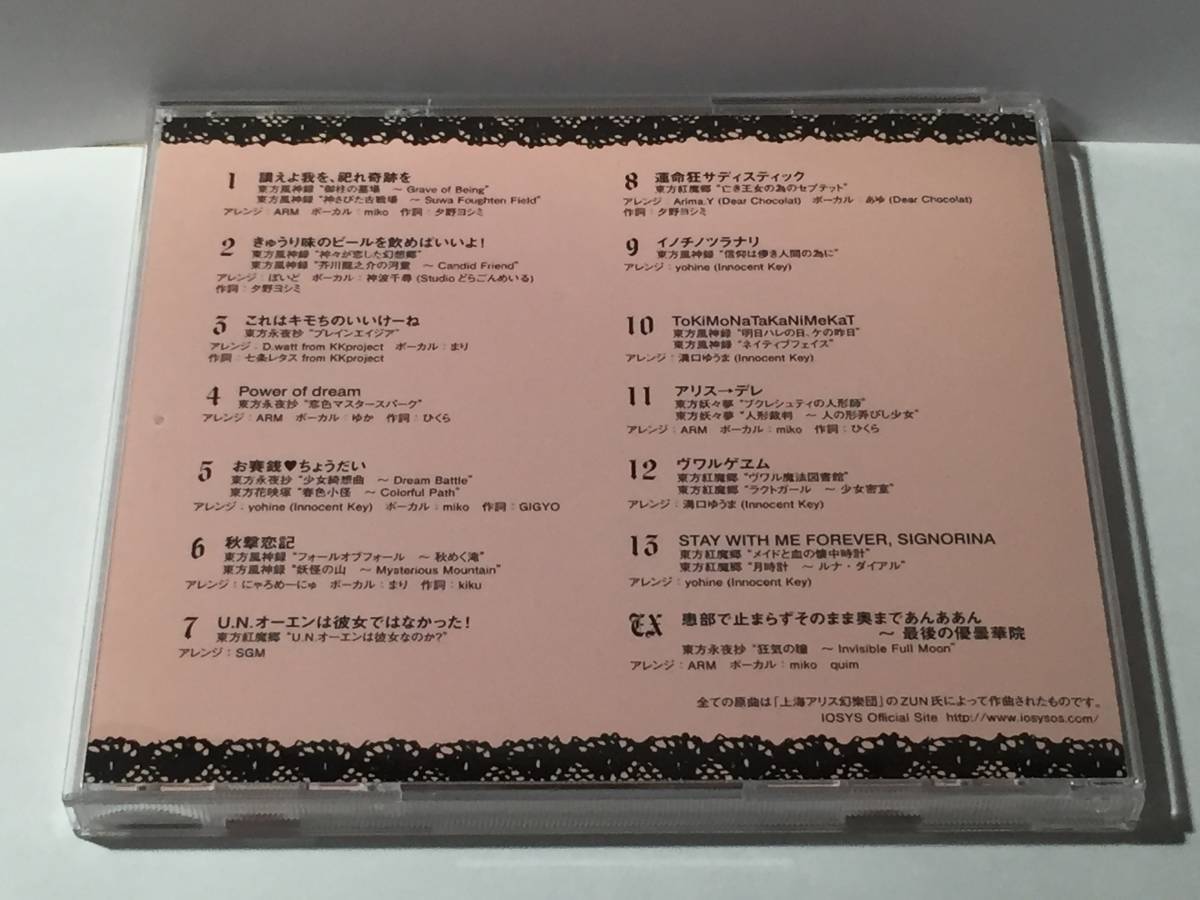 1 讃えよ我を、祀れ奇跡を
東方風神録 "御柱の墓場 ～ Grave of Being"
東方風神録 "神さびた古戦場 ～ Suwa Foughten Field"
アレンジ：ARM ボーカル：miko 作詞：夕野ヨシミ
2 きゅうり味のビールを飲めばいいよ！
東方風神録 "神々が恋した幻想郷"
東方風神録 "芥川龍之介の河童 ～ Candid Friend"
アレンジ：ぽいど ボーカル：神波千尋 (Studioどらごんめいる)
作詞：夕野ヨシミ
3 これはキモちのいいけーね
東方永夜抄 "プレインエイジア"
アレンジ：D.watt from KKproject ボーカル：まり
作詞：七条レタス from KKproject
4 Power of dream
東方永夜抄 "恋色マスタースパーク"
アレンジ：ARM ボーカル：ゆか 作詞：ひくら
5 お賽銭♥ちょうだい
東方永夜抄 "少女綺想曲 ～ Dream Battle"
東方花映塚 "春色小径 ～ Colorful Path"
アレンジ：yohine (Innocent Key) ボーカル：miko 作詞：GIGYO
6 秋撃恋記
東方風神録 "フォールオブフォール ～ 秋めく滝"
東方風神録 "妖怪の山 ～ Mysterious Mountain"
アレンジ：にゃろめーにゅ ボーカル：まり 作詞：kiku
7 U.N.オーエンは彼女ではなかった！
東方紅魔郷 "U.N.オーエンは彼女なのか?"
アレンジ：SGM
8 運命狂サディスティック
東方紅魔郷 "亡き王女の為のセプテット"
アレンジ：Arima.Y (Dear Chocolat) ボーカル：あゆ (Dear Chocolat)
作詞：夕野ヨシミ
9 イノチノツラナリ
東方風神録 "信仰は儚き人間の為に"
アレンジ：yohine (Innocent Key)
10 ToKiMoNaTaKaNiMeKaT
東方風神録 "明日ハレの日、ケの昨日"
東方風神録 "ネイティブフェイス"
アレンジ：溝口ゆうま (Innocent Key)
11 アリス→デレ
東方妖々夢 "ブクレシュティの人形師"
東方妖々夢 "人形裁判 ～ 人の形弄びし少女"
アレンジ：ARM ボーカル：miko 作詞：ひくら
12 ヴワルゲヱム
東方紅魔郷 "ヴワル魔法図書館"
東方紅魔郷 "ラクトガール ～ 少女密室"
アレンジ：溝口ゆうま (Innocent Key)
13 STAY WITH ME FOREVER, SIGNORINA
東方紅魔郷 "メイドと血の懐中時計"
東方紅魔郷 "月時計 ～ ルナ・ダイアル"
アレンジ：yohine (Innocent Key)
EX 患部で止まらずそのまま奥まであんああん
～ 最後の優曇華院
東方永夜抄 "狂気の瞳 ～ Invisible Full Moon"
アレンジ：ARM ボーカル：miko quim
全ての原曲は「上海アリス幻樂団」のZUN氏によって作曲されたものです。
IOSYS Official Site http://www.iosysos.com/